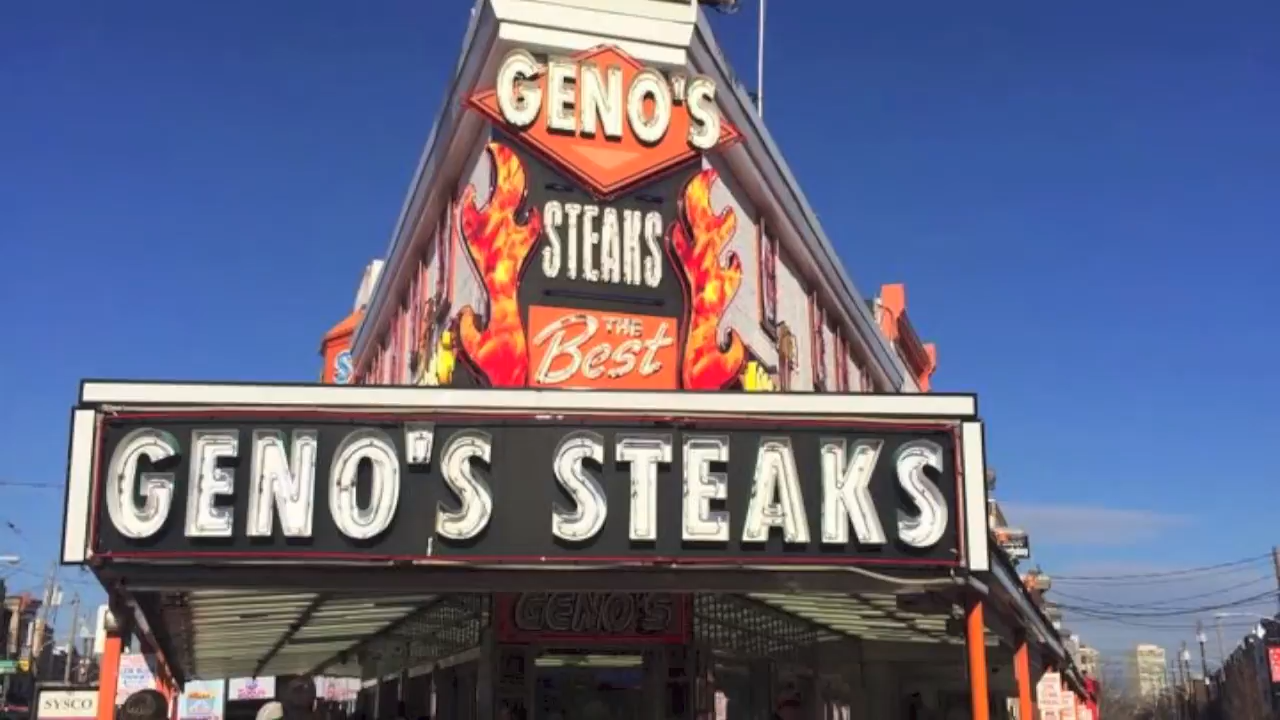 GENO'S
STEAKS
THE
Best
GENO'S STEAKS
GENO'S
SYSCO